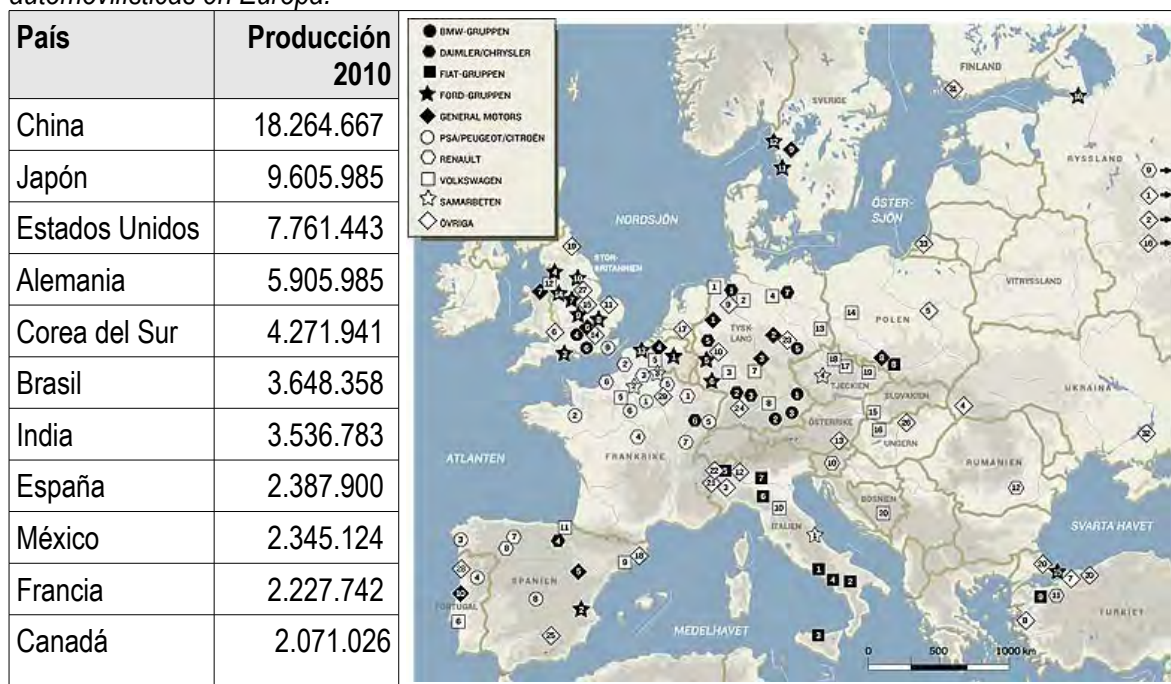 automovilísticas en Europa.
País Producción 2010
China 18.264.667
Japón 9.605.985
Estados Unidos 7.761.443
Alemania 5.905.985
Corea del Sur 4.271.941
Brasil 3.648.358
India 3.536.783
España 2.387.900
México 2.345.124
Francia 2.227.742
Canadá 2.071.026
BMW-GRUPPEN
DAIMLER/CHRYSLER
FIAT-GRUPPEN
FORD-GRUPPEN
GENERAL MOTORS
PSA/PEUGEOT/CITROËN
RENAULT
VOLKSWAGEN
SAMARBETEN
ÖVRIGA
FINLAND
SVERIGE
RYSSLAND
NORDSJÖN
ÖSTER-
SJÖN
STOR-
BRITANNIEN
VITRYSSLAND
POLEN
TYSK-
LAND
UKRAINA
TJECKIEN
SLOVAKIEN
ÖSTERRIKE
UNGERN
ATLANTEN
FRANKRIKE
RUMÄNIEN
BOSNIEN
ITALIEN
SVARTA HAVET
SPANIEN
PORTUGAL
MEDELHAVET
TURKIET
0 500 1000 km